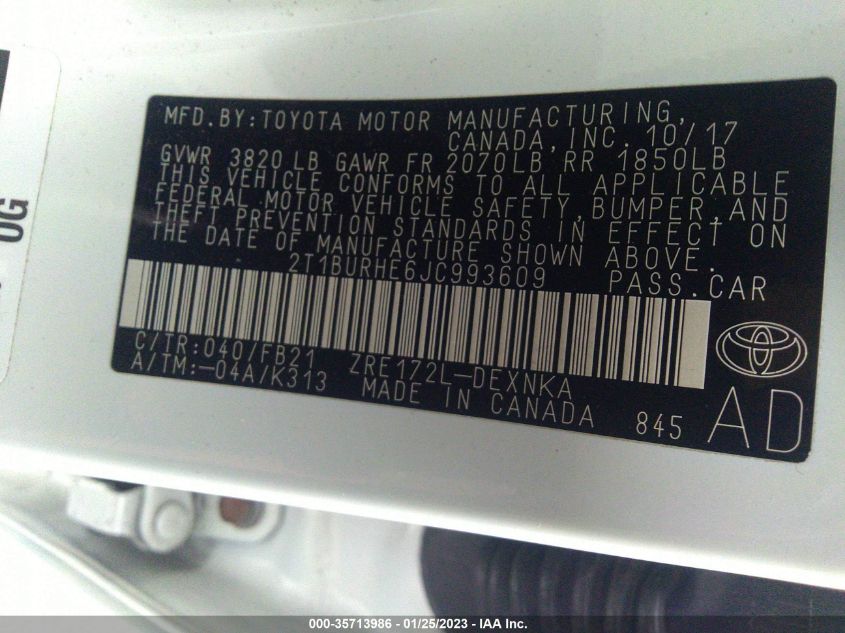 OG
MFD.BY:TOYOTA MOTOR MANUFACTURING,
CANADA,INC. 10/17
GVWR 3820 LB GAWR FR 2070LB RR 1850LB
THIS VEHICLE CONFORMS TO ALL APPLICABLE
FEDERAL MOTOR VEHICLE SAFETY,BUMPER,AND
THEFT PREVENTION STANDARDS IN EFFECT ON
THE DATE OF MANUFACTURE SHOWN ABOVE.
2T1BURHE6JC993609 PASS.CAR
C/TR:040/FB21 ZRE172L-DEXNKA
A/TM:-04A/K313 MADE IN CANADA 845 AD
000-35713986 - 01/25/2023 - IAA Inc.